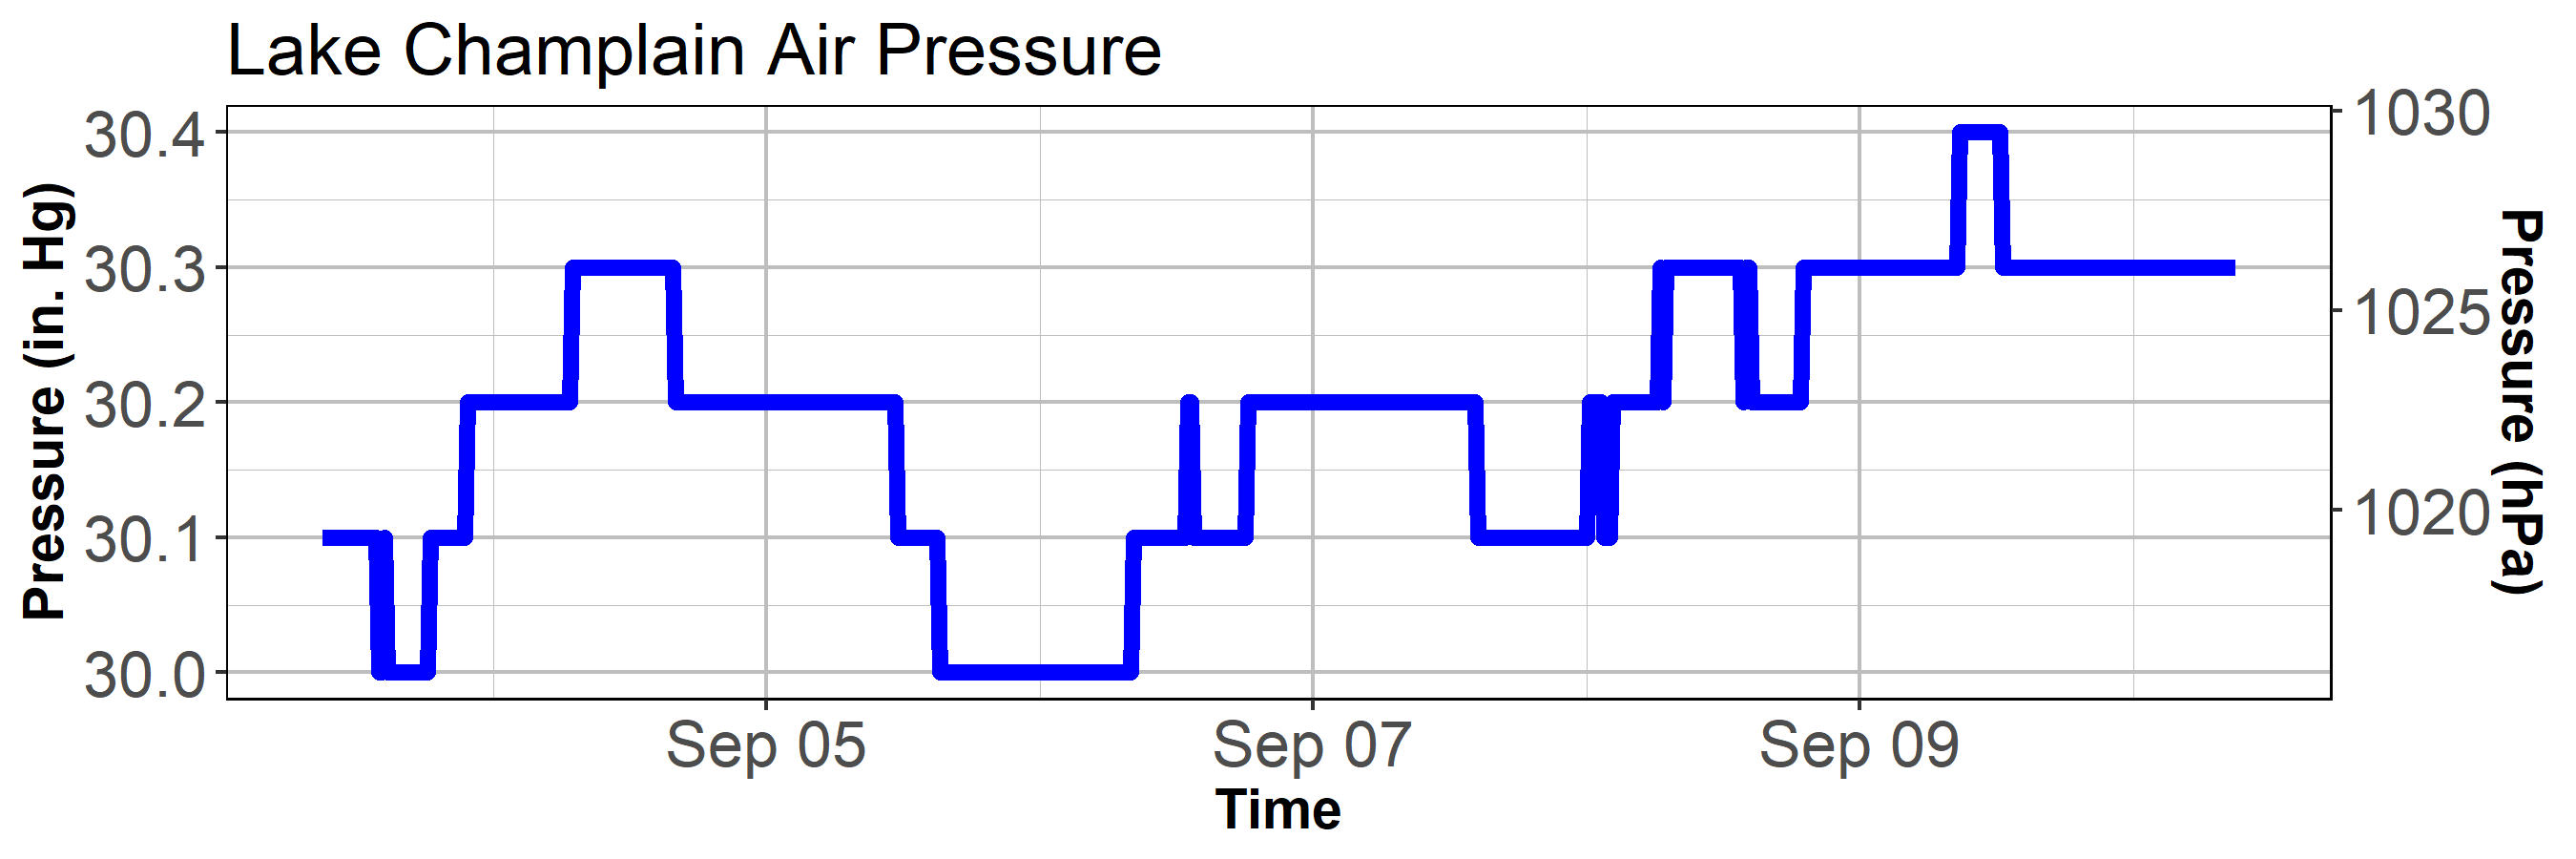 Lake Champlain Air Pressure
30.4
30.3
30.2
30.1
30.0
Pressure (in. Hg)
1030
1025
1020
Pressure (hPa)
Sep 05 Sep 07 Sep 09
Time